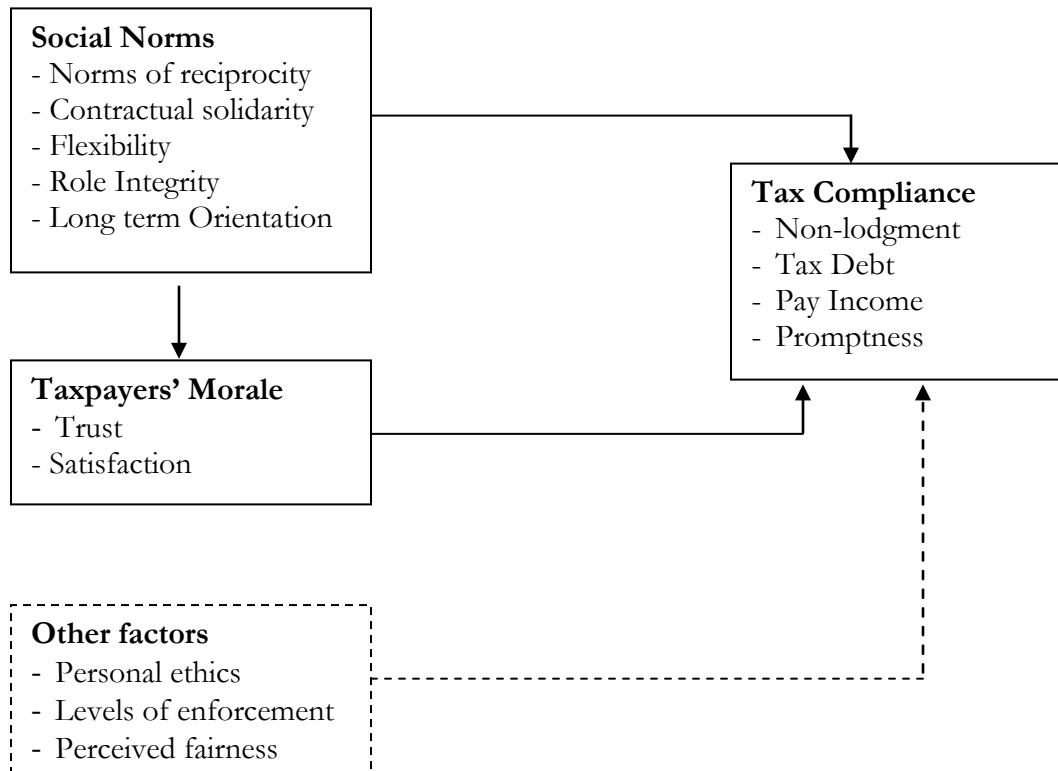 Social Norms
- Norms of reciprocity
- Contractual solidarity
- Flexibility
- Role Integrity
- Long term Orientation
Tax Compliance
- Non-lodgment
- Tax Debt
- Pay Income
- Promptness
Taxpayers’ Morale
- Trust
- Satisfaction
Other factors
- Personal ethics
- Levels of enforcement
- Perceived fairness